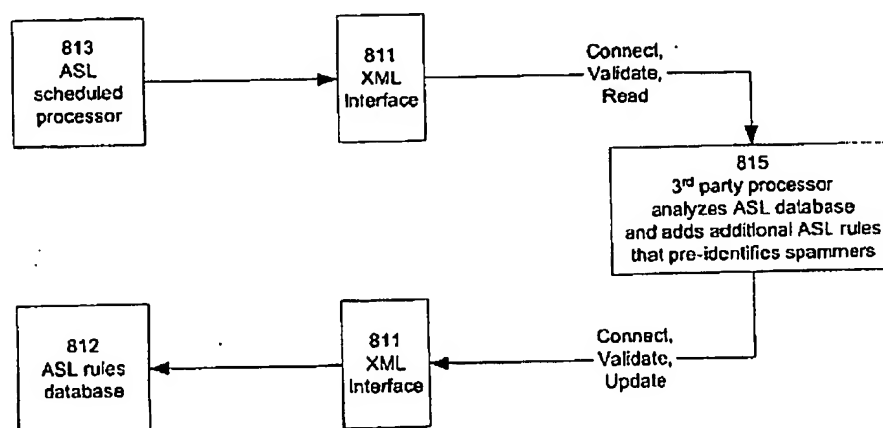 813
ASL
scheduled
processor
811
XML
Interface
Connect,
Validate,
Read
815
3rd party processor
analyzes ASL database
and adds additional ASL rules
that pre-identifies spammers
812
ASL rules
database
811
XML
Interface
Connect,
Validate,
Update